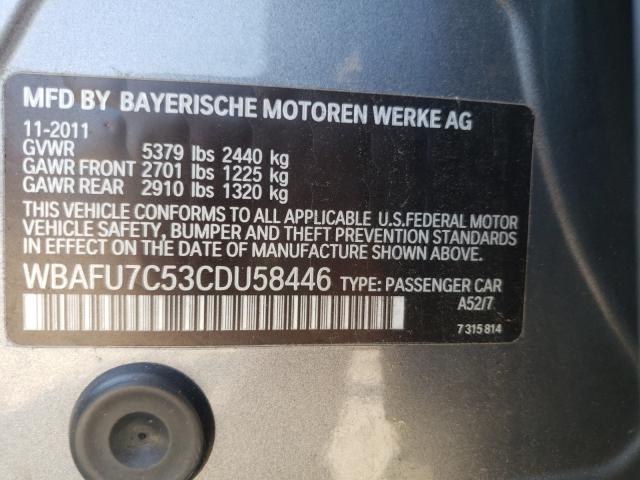 MFD BY BAYERISCHE MOTOREN WERKE AG
11-2011
GVWR 5379 lbs 2440 kg
GAWR FRONT 2701 lbs 1225 kg
GAWR REAR 2910 lbs 1320 kg
THIS VEHICLE CONFORMS TO ALL APPLICABLE U.S.FEDERAL MOTOR
VEHICLE SAFETY, BUMPER AND THEFT PREVENTION STANDARDS
IN EFFECT ON THE DATE OF MANUFACTURE SHOWN ABOVE.
WBAFU7C53CDU58446 TYPE: PASSENGER CAR
A52/7
7 315 814